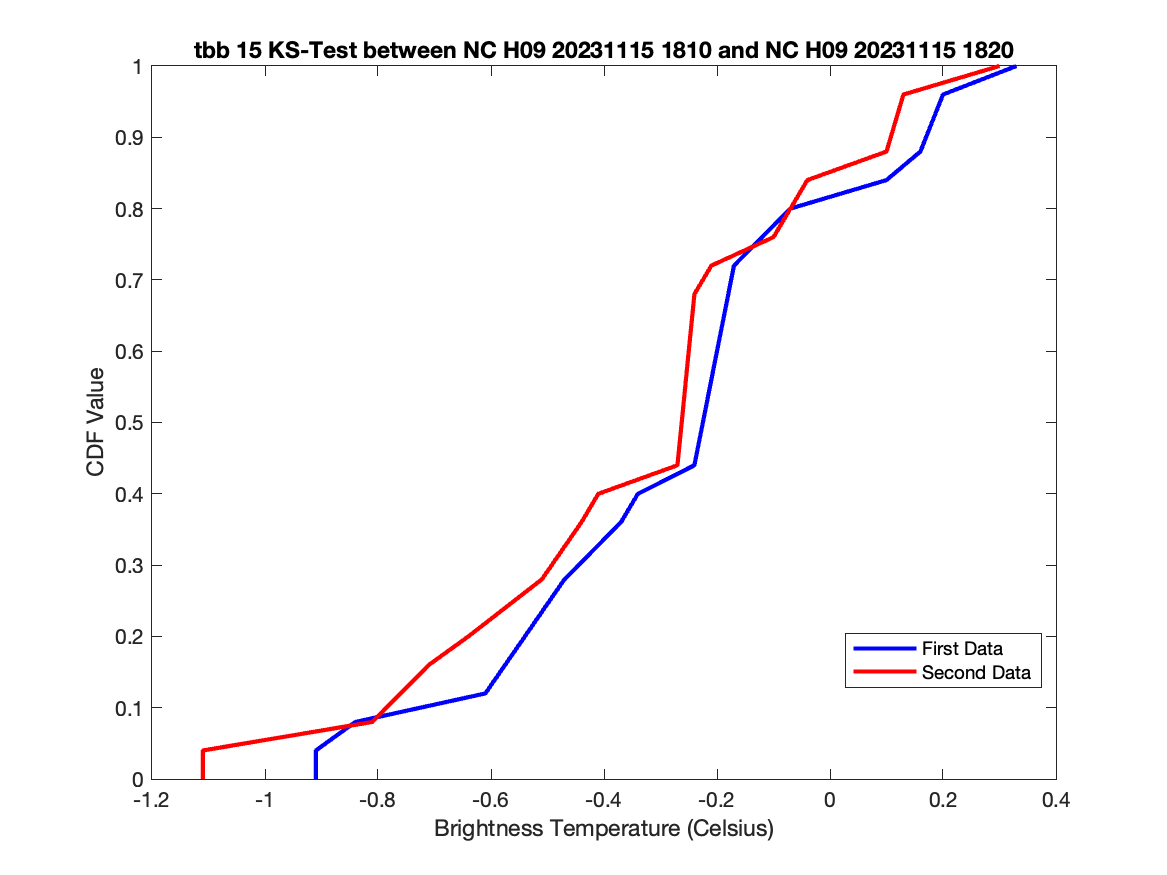 tbb 15 KS-Test between NC H09 20231115 1810 and NC H09 20231115 1820
1
0.9
0.8
0.7
0.6
0.5
0.4
0.3
0.2
0.1
0
CDF Value
First Data
Second Data
-1.2 -1 -0.8 -0.6 -0.4 -0.2 0 0.2 0.4
Brightness Temperature (Celsius)